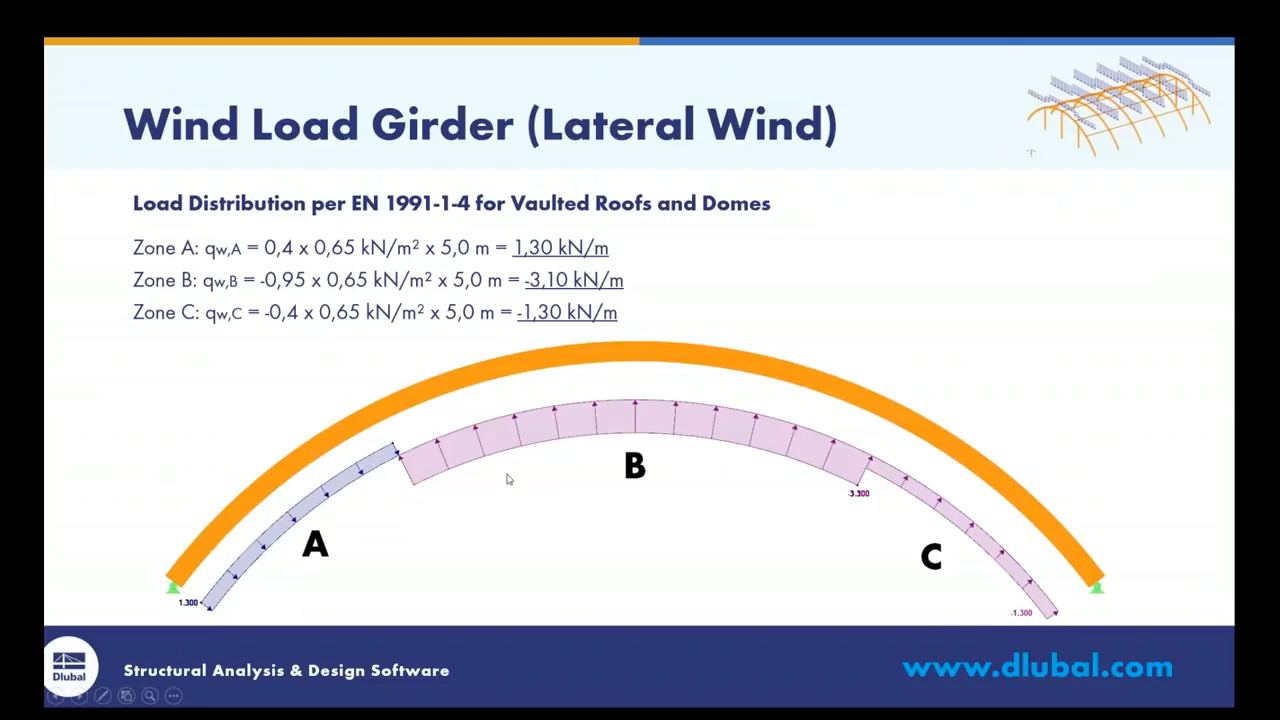 Wind Load Girder (Lateral Wind)
Load Distribution per EN 1991-1-4 for Vaulted Roofs and Domes
Zone A: qw,A = 0,4 x 0,65 kN/m² x 5,0 m = 1,30 kN/m
Zone B: qw,B = -0,95 x 0,65 kN/m² x 5,0 m = -3,10 kN/m
Zone C: qw,C = -0,4 x 0,65 kN/m² x 5,0 m = -1,30 kN/m
B
-3.300
A
C
1.300
-1.300
Dlubal
Structural Analysis & Design Software
www.dlubal.com